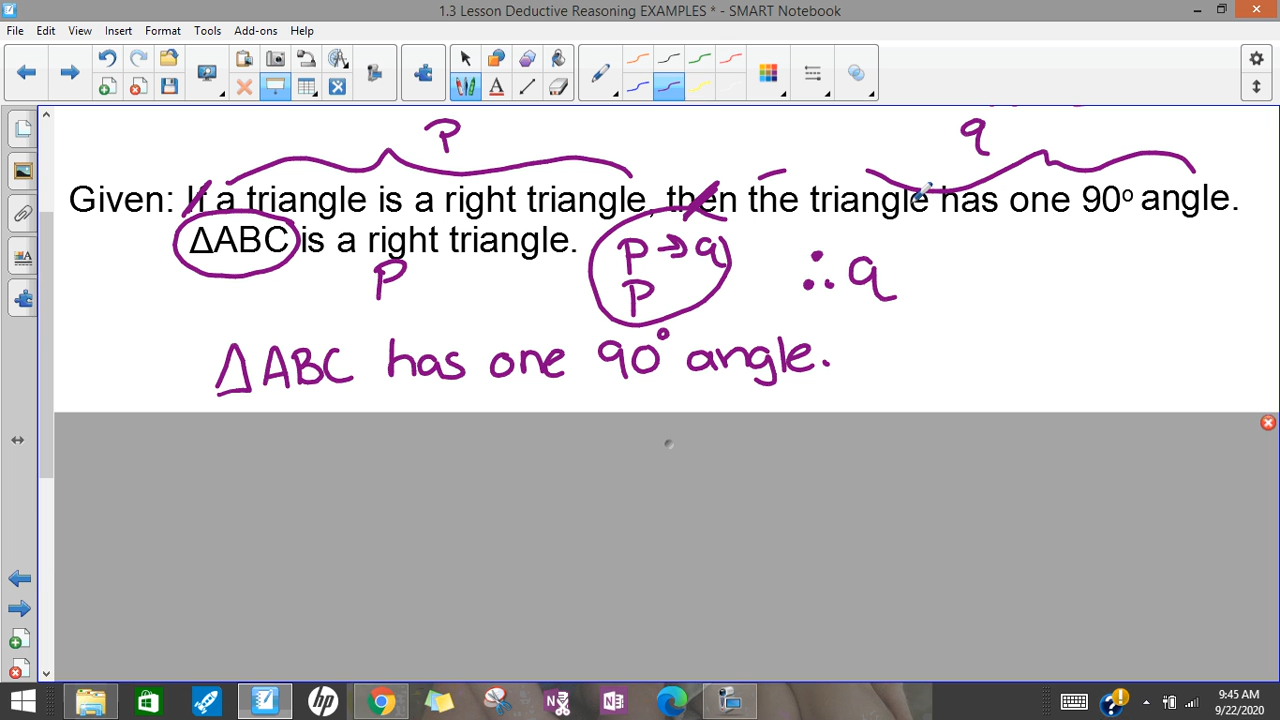 1.3 Lesson Deductive Reasoning EXAMPLES * - SMART Notebook
File Edit View Insert Format Tools Add-ons Help
p q
Given: If a triangle is a right triangle, then the triangle has one 90° angle.
ΔABC is a right triangle.
p → q
p p ∴ q
Δ ABC has one 90° angle.
9:45 AM
9/22/2020